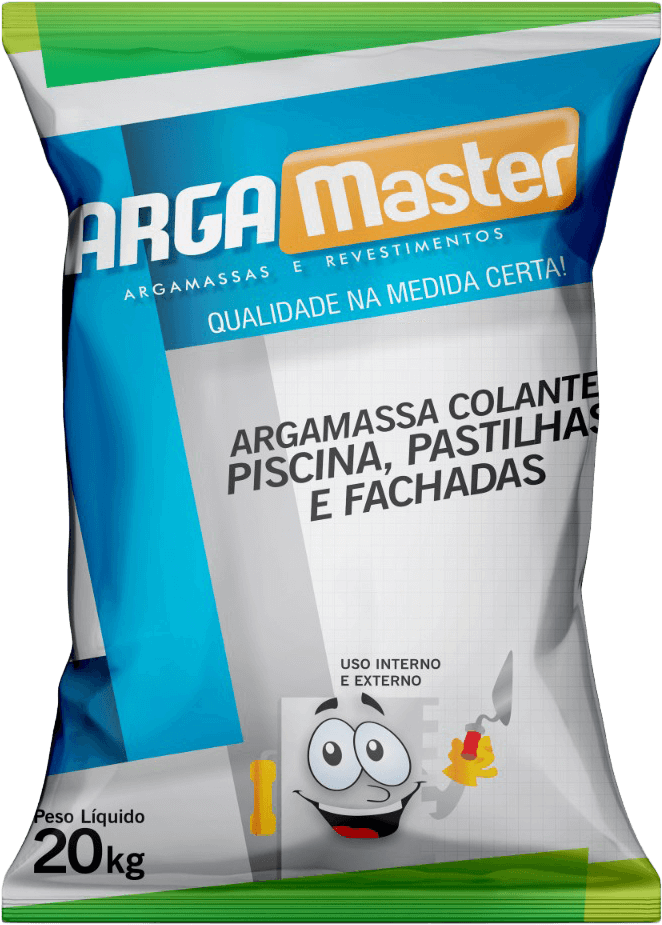 ARGAMaster
ARGAMASSAS E REVESTIMENTOS
QUALIDADE NA MEDIDA CERTA!
ARGAMASSA COLANTE
PISCINA, PASTILHAS
E FACHADAS
USO INTERNO
E EXTERNO
Peso Líquido
20kg